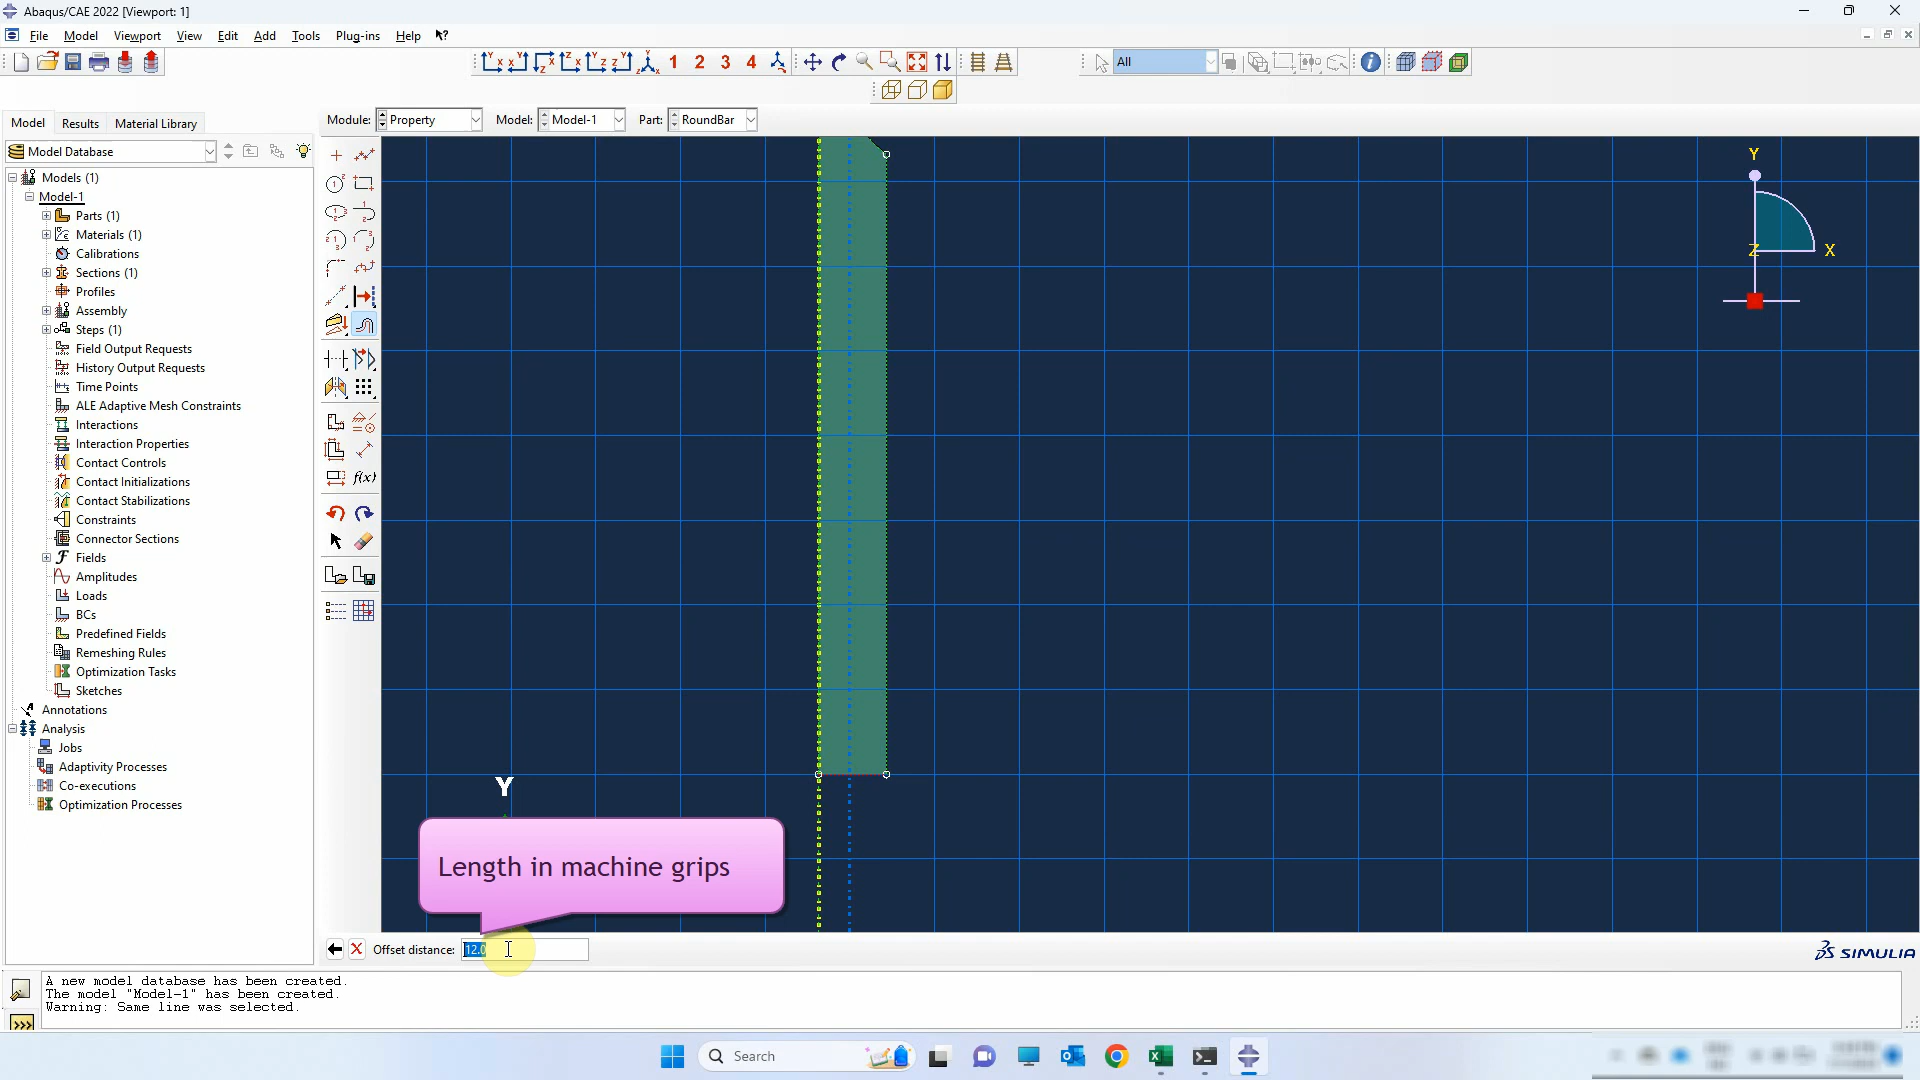 Abaqus/CAE 2022 [Viewport: 1]
File Model Viewport View Edit Add Tools Plug-ins Help
1 2 3 4 All
Model Results Material Library
Module: Property Model: Model-1 Part: RoundBar
Model Database
Models (1)
Model-1
Parts (1)
Materials (1)
Calibrations
Sections (1)
Profiles
Assembly
Steps (1)
Field Output Requests
History Output Requests
Time Points
ALE Adaptive Mesh Constraints
Interactions
Interaction Properties
Contact Controls
Contact Initializations
Contact Stabilizations
Constraints
Connector Sections
Fields
Amplitudes
Loads
BCs
Predefined Fields
Remeshing Rules
Optimization Tasks
Sketches
Annotations
Analysis
Jobs
Adaptivity Processes
Co-executions
Optimization Processes
f(x)
Y
Z X
Y
Length in machine grips
Offset distance: 12.0
SIMULIA
A new model database has been created.
The model "Model-1" has been created.
Warning: Same line was selected.
>>>
Search